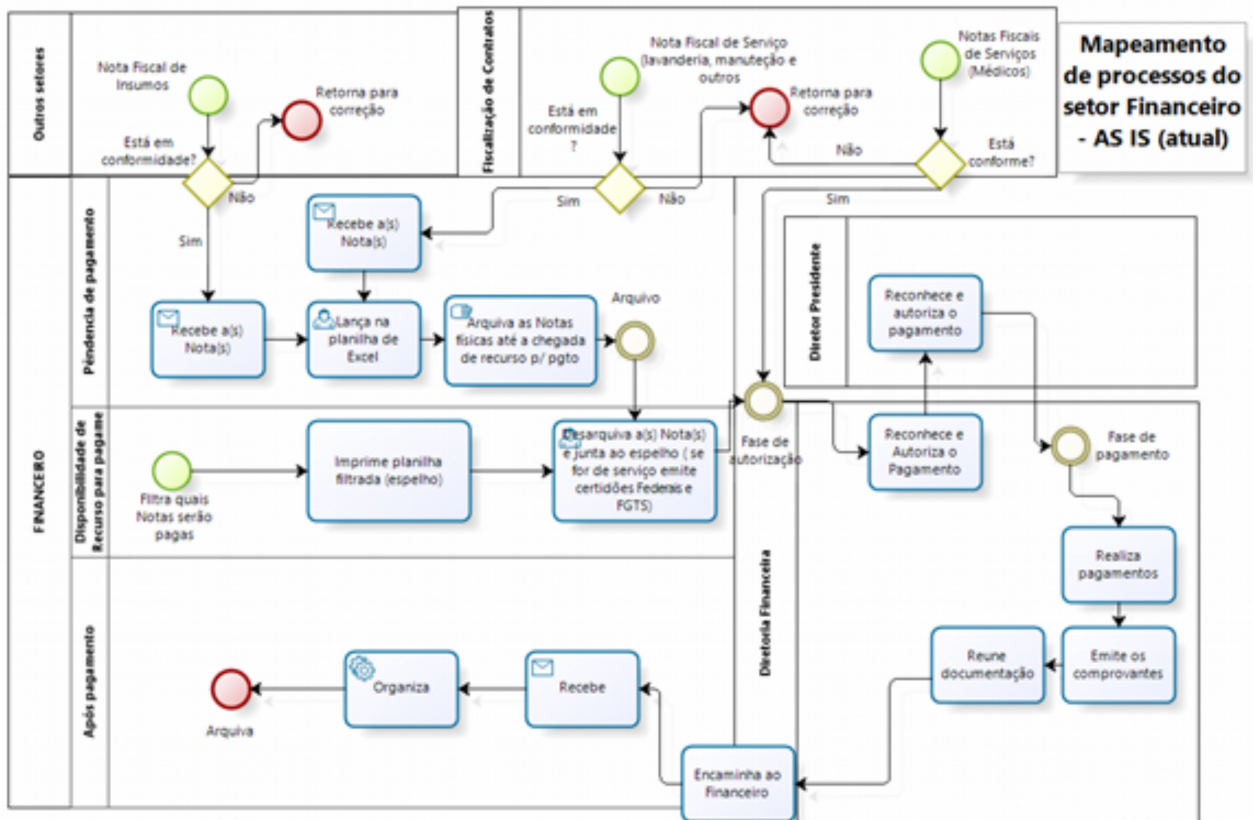 Mapeamento
de processos do
setor Financeiro
- AS IS (atual)
Outros setores
Nota Fiscal de
Insumos
Está em
conformidade?
Retorna para
correção
Não
Sim
Fiscalização de Contratos
Nota Fiscal de Serviço
(lavanderia, manuteção e
outros
Está em
conformidade
?
Retorna para
correção
Sim
Não
Notas Fiscais
de Serviços
(Médicos)
Está
conforme?
Não
Sim
FINANCEIRO
Pêndencia de pagamento
Recebe a(s)
Nota(s)
Recebe a(s)
Nota(s)
Lança na
planilha de
Excel
Arquiva as Notas
físicas até a chegada
de recurso p/ pgto
Arquivo
Disponibilidade de
Recurso para pagame
Filtra quais
Notas serão
pagas
Imprime planilha
filtrada (espelho)
Desarquiva a(s) Nota(s)
e junta ao espelho ( se
for de serviço emite
certidões Federais e
FGTS)
Fase de
autorização
Diretor Presidente
Reconhece e
autoriza o
pagamento
Diretoria Financeira
Reconhece e
Autoriza o
Pagamento
Fase de
pagamento
Realiza
pagamentos
Emite os
comprovantes
Reune
documentação
Encaminha ao
Financeiro
Após pagamento
Recebe
Organiza
Arquiva